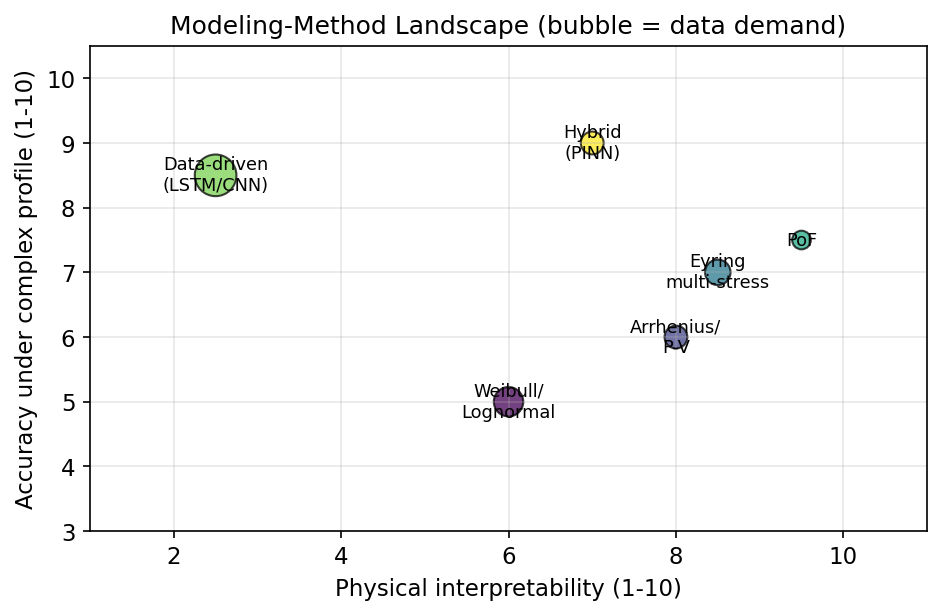 Modeling-Method Landscape (bubble = data demand)
Accuracy under complex profile (1-10)
10
9
8
7
6
5
4
3
Hybrid
(PINN)
Data-driven
(LSTM/CNN)
PoF
Eyring
multi-stress
Arrhenius/
P-V
Weibull/
Lognormal
2
4
6
8
10
Physical interpretability (1-10)